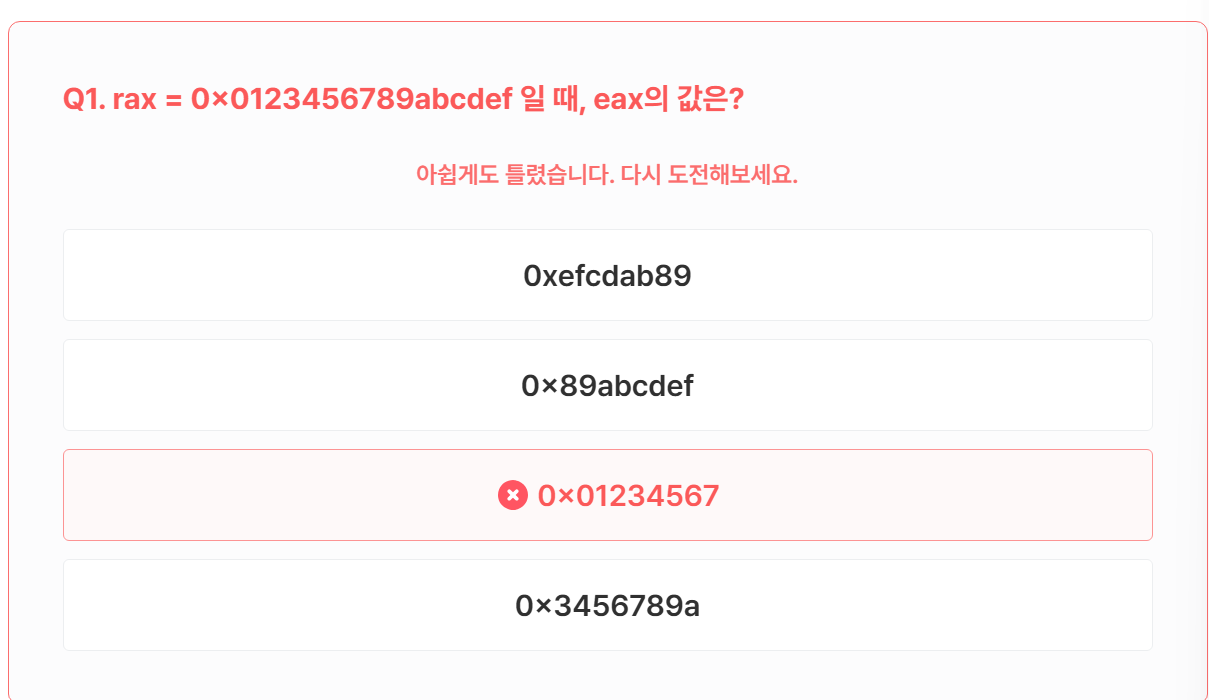 Q1. rax = 0×0123456789abcdef 일 때, eax의 값은?
아쉽게도 틀렸습니다. 다시 도전해보세요.
0xefcdab89
0×89abcdef
0×01234567
0×3456789a